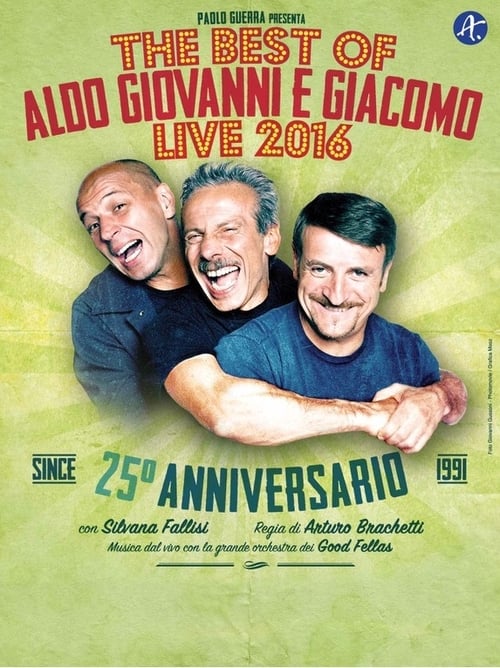 PAOLO GUERRA PRESENTA
A.
THE BEST OF
ALDO GIOVANNI E GIACOMO
LIVE 2016
SINCE 25° ANNIVERSARIO 1991
con Silvana Fallisi Regia di Arturo Brachetti
Musica dal vivo con la grande orchestra dei Good Fellas